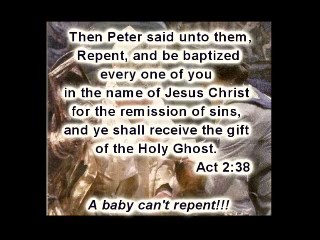 Then Peter said unto them,
Repent, and be baptized
every one of you
in the name of Jesus Christ
for the remission of sins,
and ye shall receive the gift
of the Holy Ghost.
Act 2:38
A baby can't repent!!!